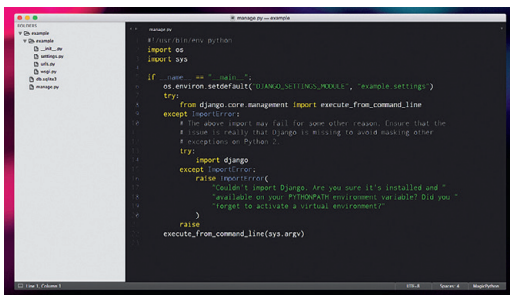 manage.py — example
FOLDERS
example
example
__init__.py
settings.py
urls.py
wsgi.py
db.sqlite3
manage.py
manage.py
#!/usr/bin/env python
import os
import sys
if __name__ == "__main__":
os.environ.setdefault("DJANGO_SETTINGS_MODULE", "example.settings")
try:
from django.core.management import execute_from_command_line
except ImportError:
# The above import may fail for some other reason. Ensure that the
# issue is really that Django is missing to avoid masking other
# exceptions on Python 2.
try:
import django
except ImportError:
raise ImportError(
"Couldn't import Django. Are you sure it's installed and "
"available on your PYTHONPATH environment variable? Did you "
"forget to activate a virtual environment?"
)
raise
execute_from_command_line(sys.argv)
Line 1, Column 1
UTF-8
Spaces: 4
MagicPython